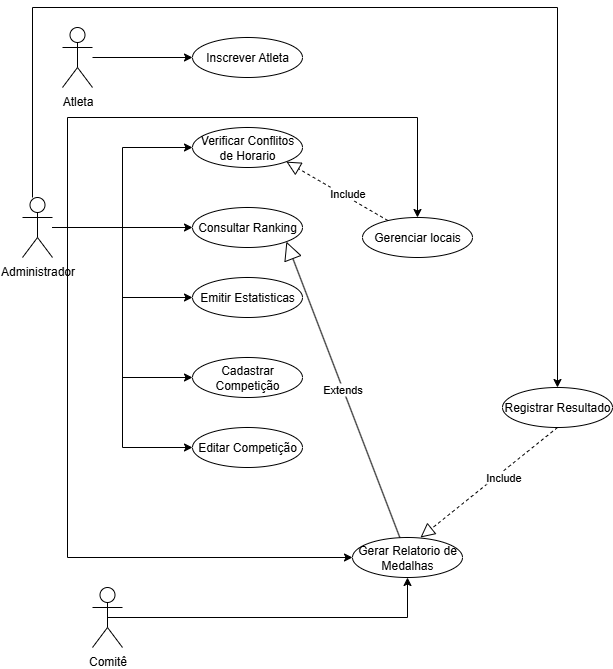 Inscrever Atleta
Atleta
Verificar Conflitos
de Horario
Include
Consultar Ranking
Gerenciar locais
Administrador
Emitir Estatisticas
Cadastrar
Competição
Extends
Registrar Resultado
Editar Competição
Include
Gerar Relatorio de
Medalhas
Comitê